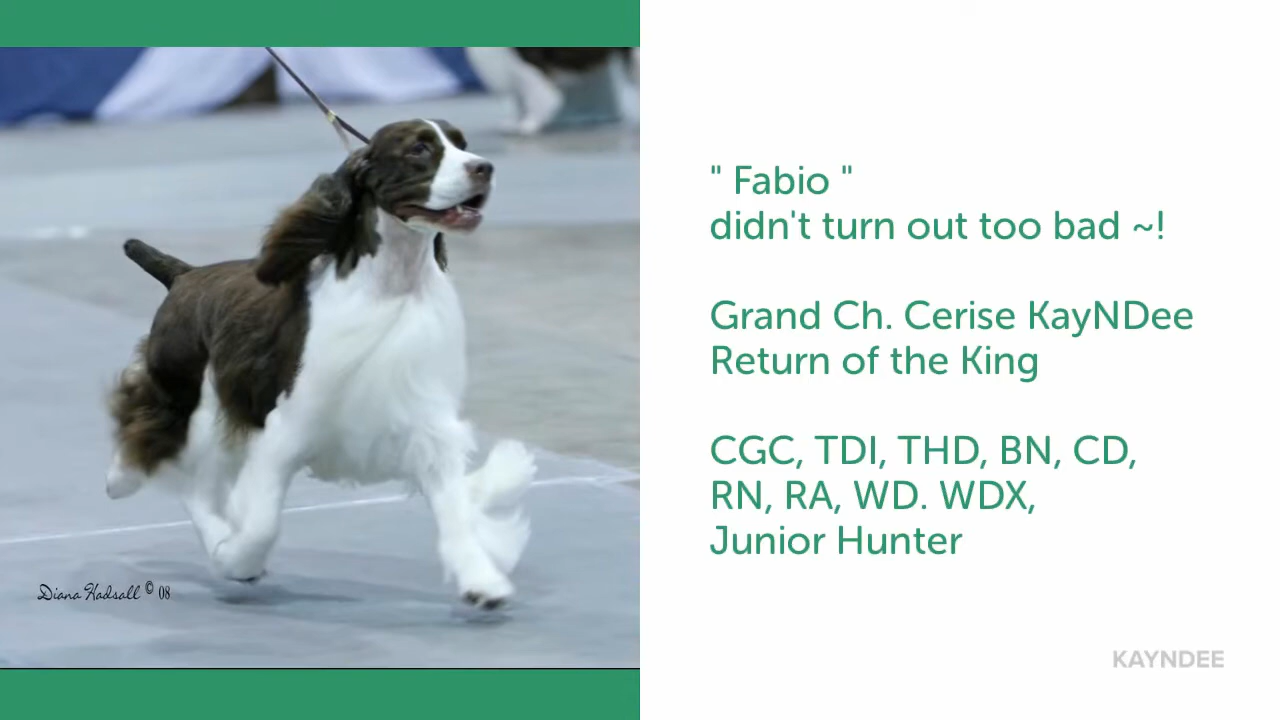 " Fabio "
didn't turn out too bad ~!
Grand Ch. Cerise KayNDee
Return of the King
CGC, TDI, THD, BN, CD,
RN, RA, WD. WDX,
Junior Hunter
Diana Hadsall © 08
KAYNDEE